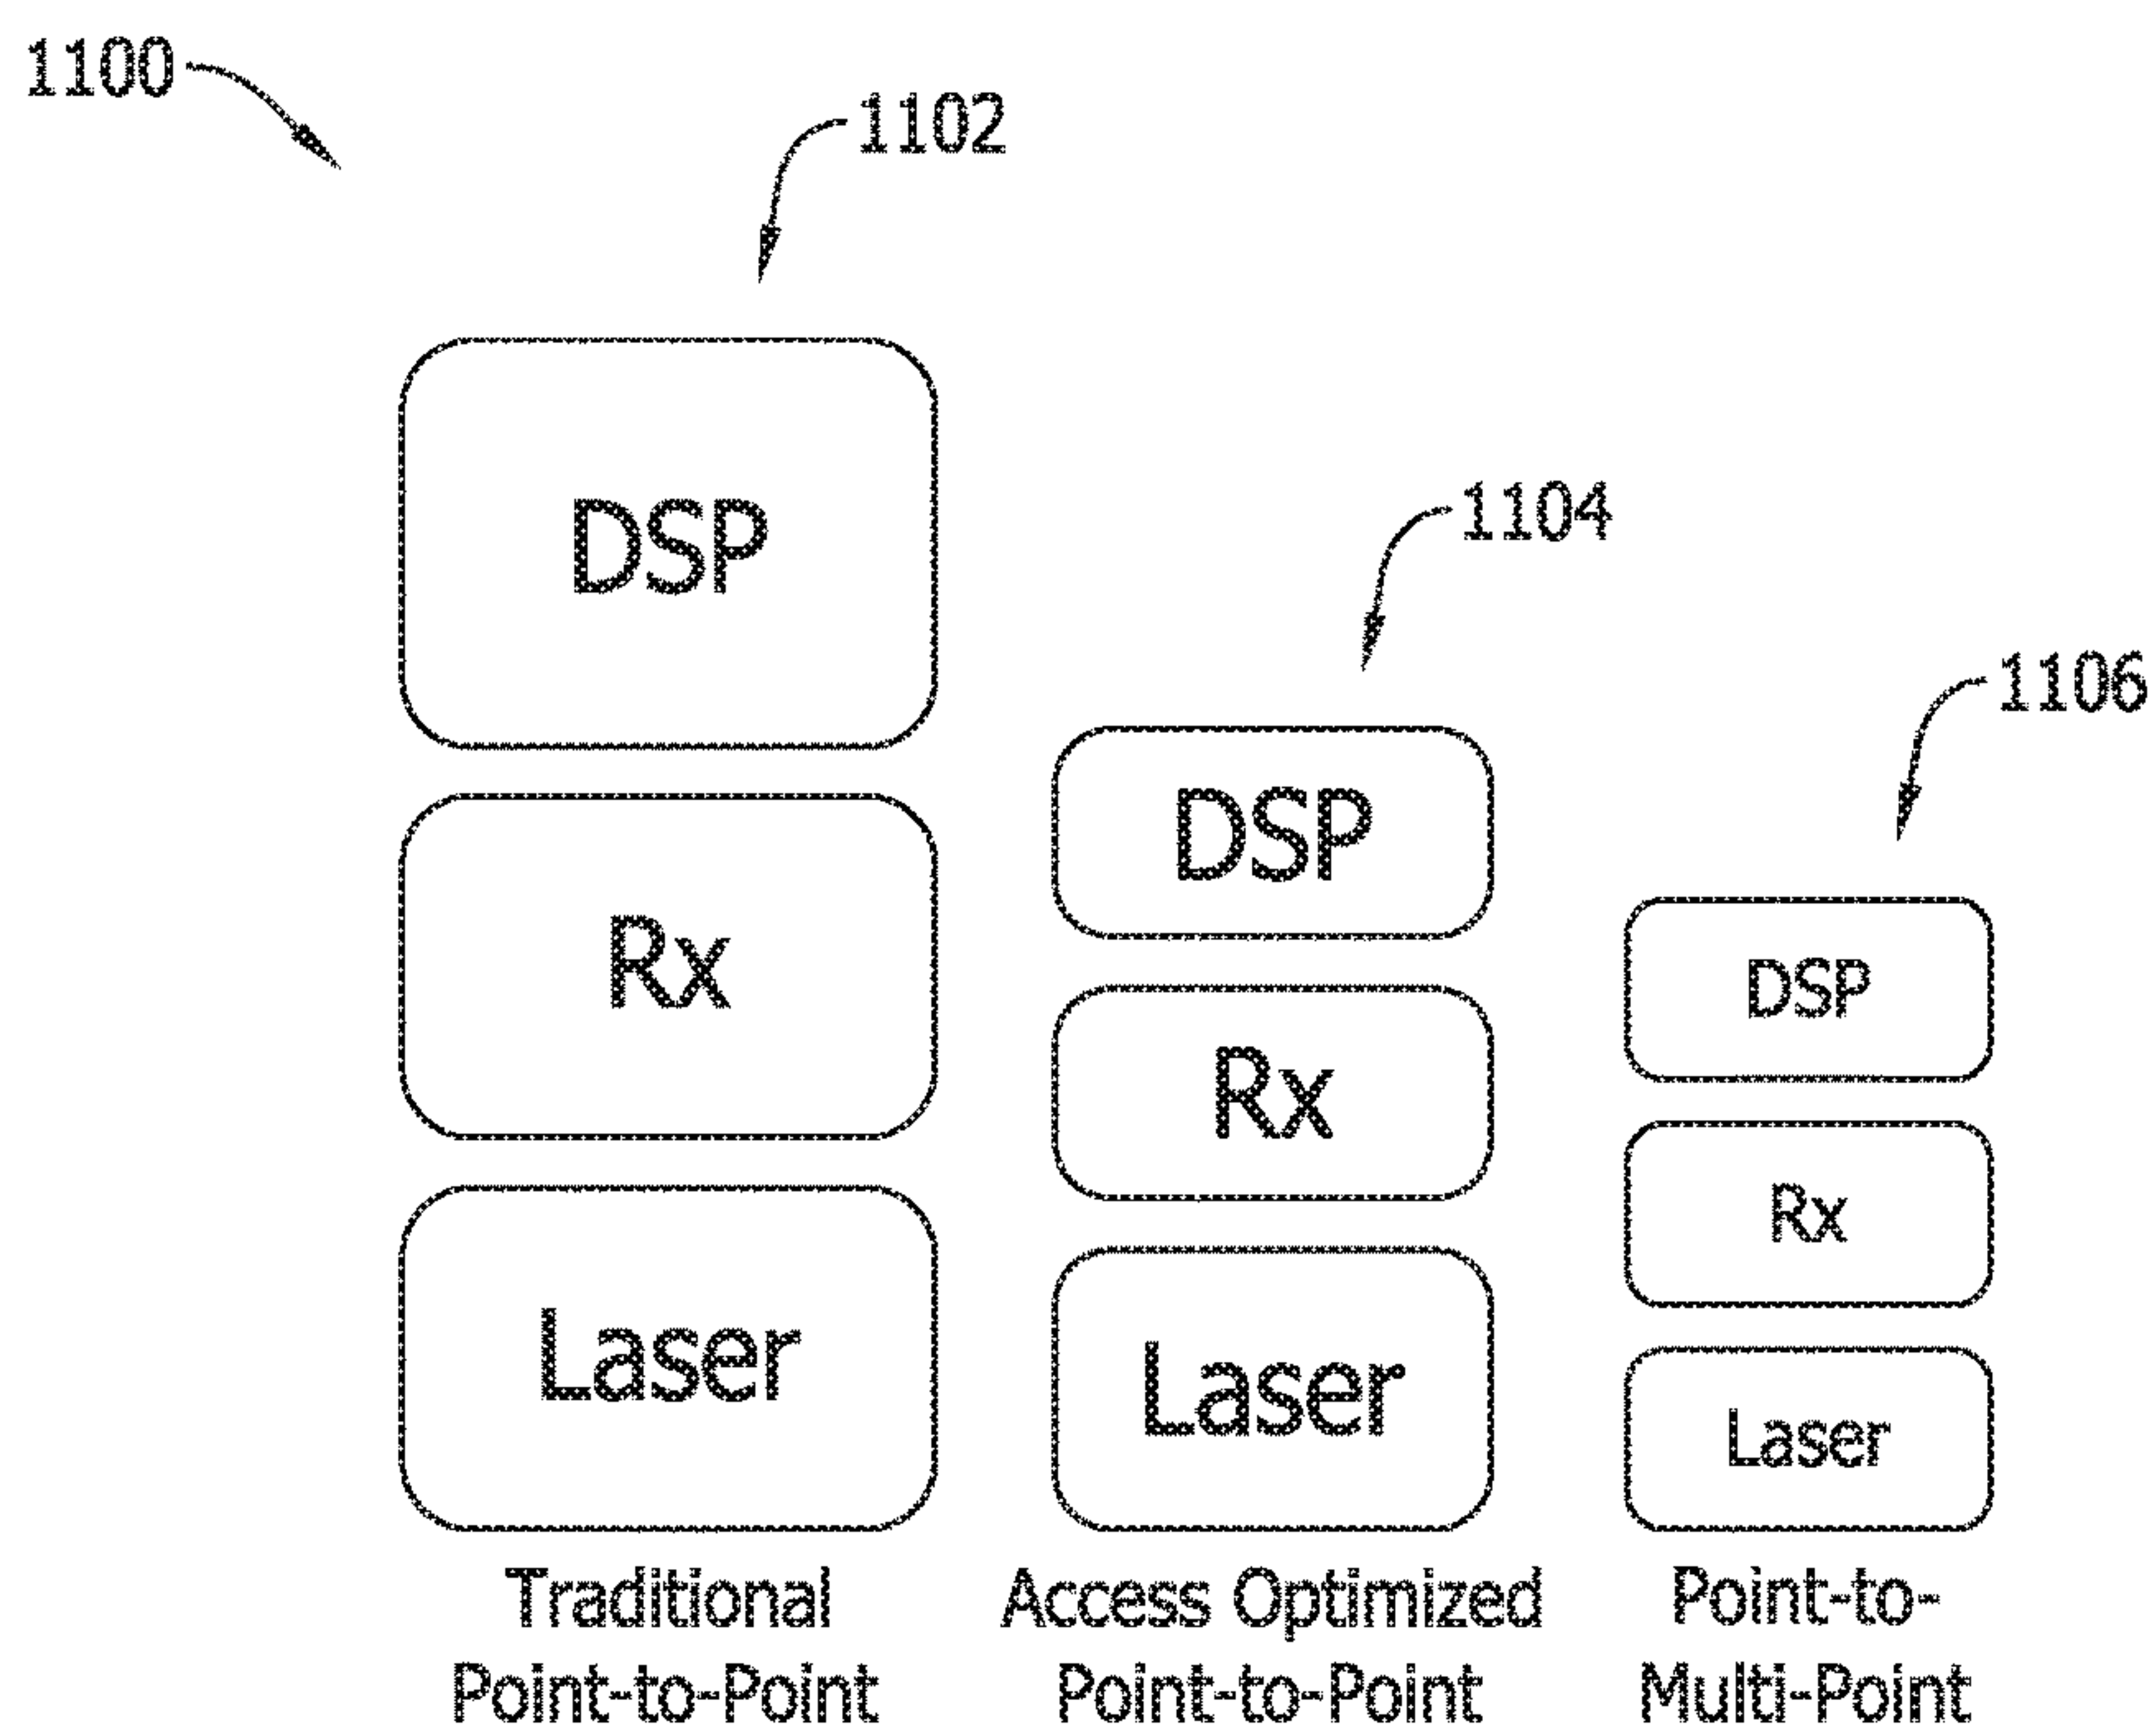 1100
1102
DSP
Rx
Laser
Traditional
Point-to-Point
1104
DSP
Rx
Laser
Access Optimized
Point-to-Point
1106
DSP
Rx
Laser
Point-to-
Multi-Point